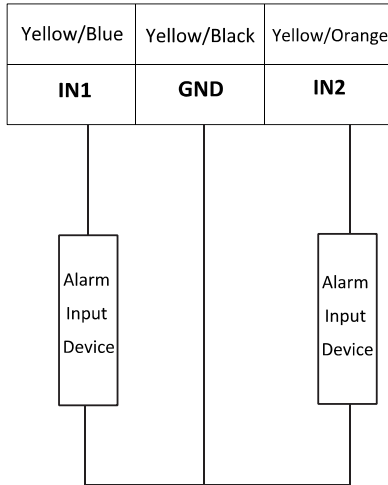 Yellow/Blue Yellow/Black Yellow/Orange
IN1 GND IN2
Alarm
Input
Device
Alarm
Input
Device